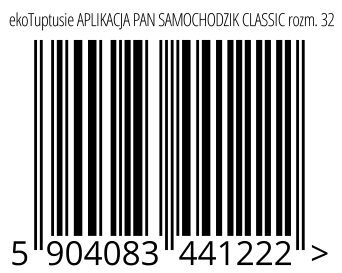 ekoTuptusie APLIKACJA PAN SAMOCHODZIK CLASSIC rozm. 32
5 904083 441222 >